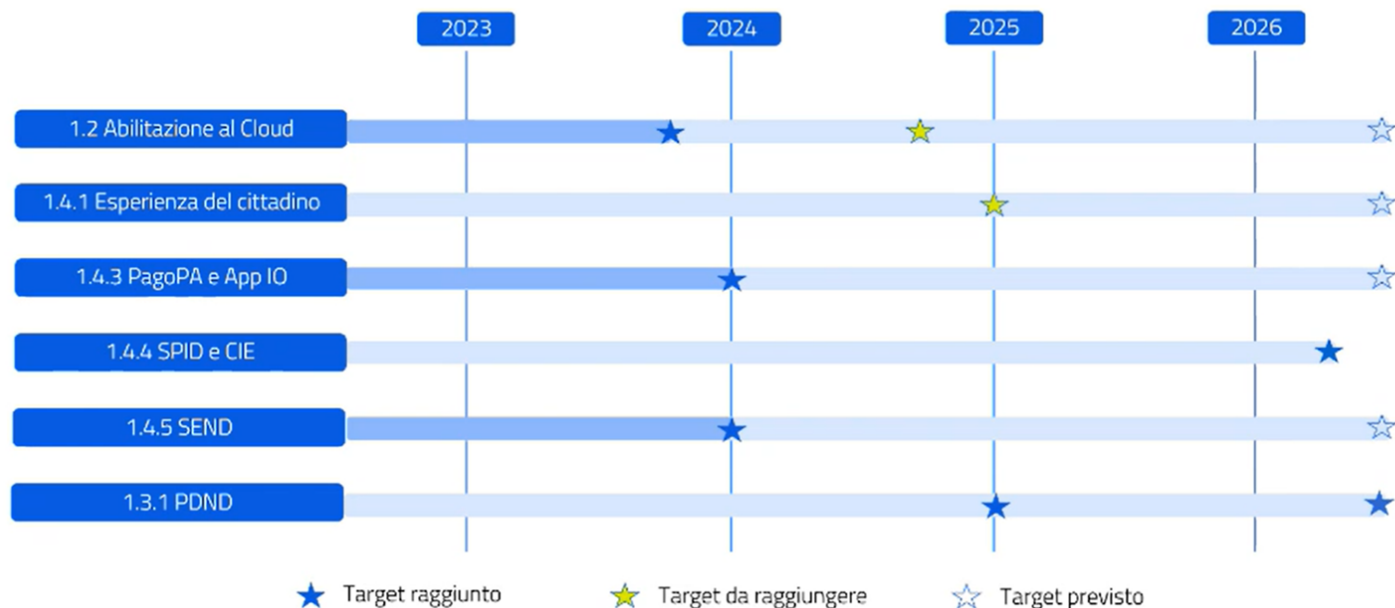 2023 2024 2025 2026
1.2 Abilitazione al Cloud
1.4.1 Esperienza del cittadino
1.4.3 PagoPA e App IO
1.4.4 SPID e CIE
1.4.5 SEND
1.3.1 PDND
Target raggiunto Target da raggiungere Target previsto